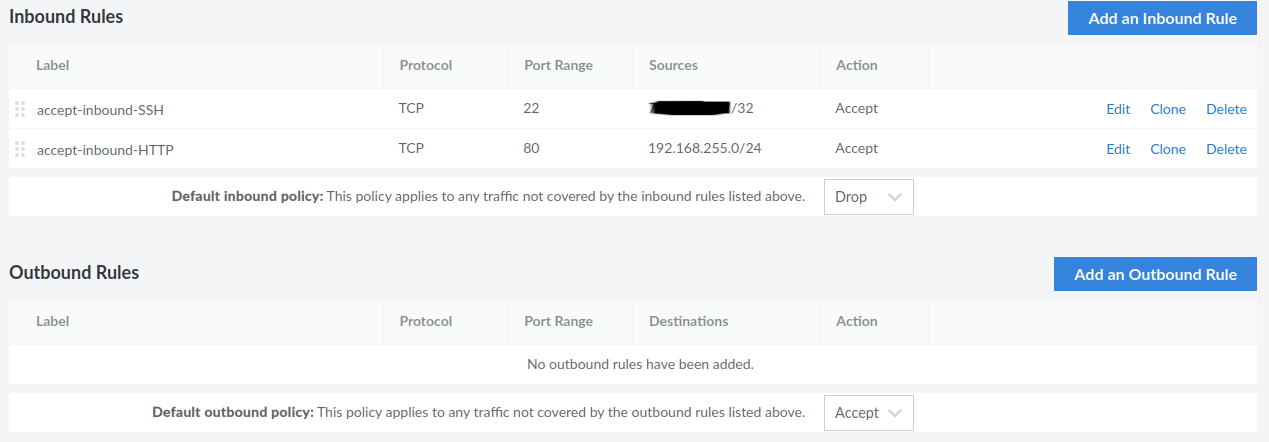 Inbound Rules Add an Inbound Rule
Label Protocol Port Range Sources Action
accept-inbound-SSH TCP 22 /32 Accept Edit Clone Delete
accept-inbound-HTTP TCP 80 192.168.255.0/24 Accept Edit Clone Delete
Default inbound policy: This policy applies to any traffic not covered by the inbound rules listed above. Drop
Outbound Rules Add an Outbound Rule
Label Protocol Port Range Destinations Action
No outbound rules have been added.
Default outbound policy: This policy applies to any traffic not covered by the outbound rules listed above. Accept